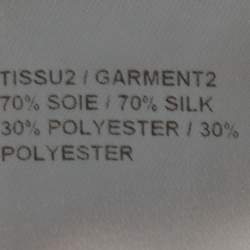 TISSU2 / GARMENT2
70% SOIE / 70% SILK
30% POLYESTER / 30%
POLYESTER